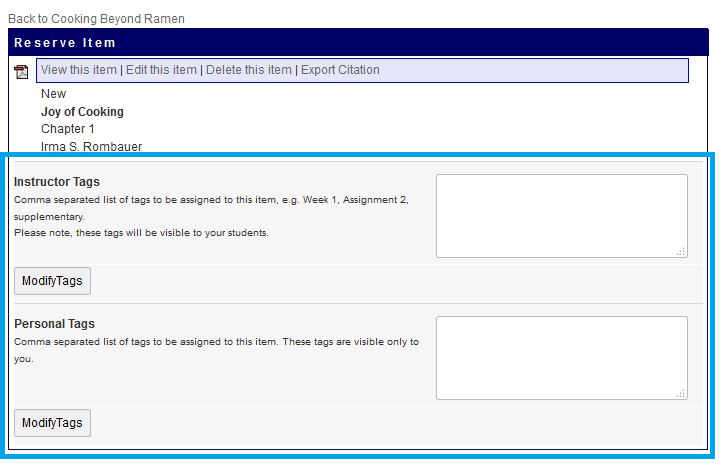 Back to Cooking Beyond Ramen
Reserve Item
View this item | Edit this item | Delete this item | Export Citation
New
Joy of Cooking
Chapter 1
Irma S. Rombauer
Instructor Tags
Comma separated list of tags to be assigned to this item, e.g. Week 1, Assignment 2,
supplementary.
Please note, these tags will be visible to your students.
ModifyTags
Personal Tags
Comma separated list of tags to be assigned to this item. These tags are visible only to
you.
ModifyTags